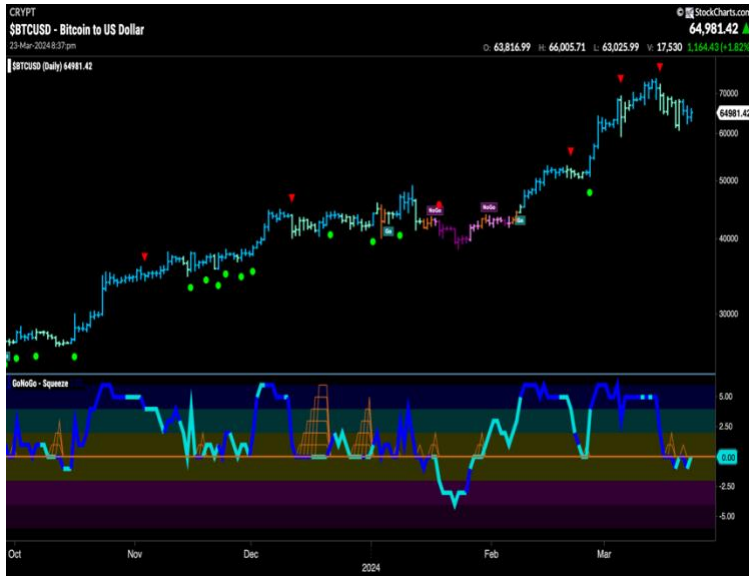 CRYPT
© StockCharts.com
$BTCUSD - Bitcoin to US Dollar
64,981.42
23-Mar-2024 8:37pm
O: 63,816.99 H: 66,005.71 L: 63,025.99 V: 17,530 1,164.43 (+1.82%)
$BTCUSD (Daily) 64981.42
70000
64981.42
60000
50000
NoGo
NoGo
Go
Go
40000
30000
GoNoGo - Squeeze
5.00
2.50
0.00
-2.50
-5.00
Oct Nov Dec 2024 Feb Mar